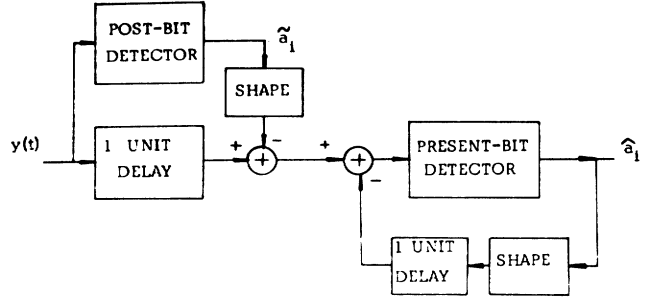 POST-BIT
DETECTOR
ã_i
SHAPE
y(t)
1 UNIT
DELAY
+
-
+
+
-
+
PRESENT-BIT
DETECTOR
â_i
1 UNIT
DELAY
SHAPE